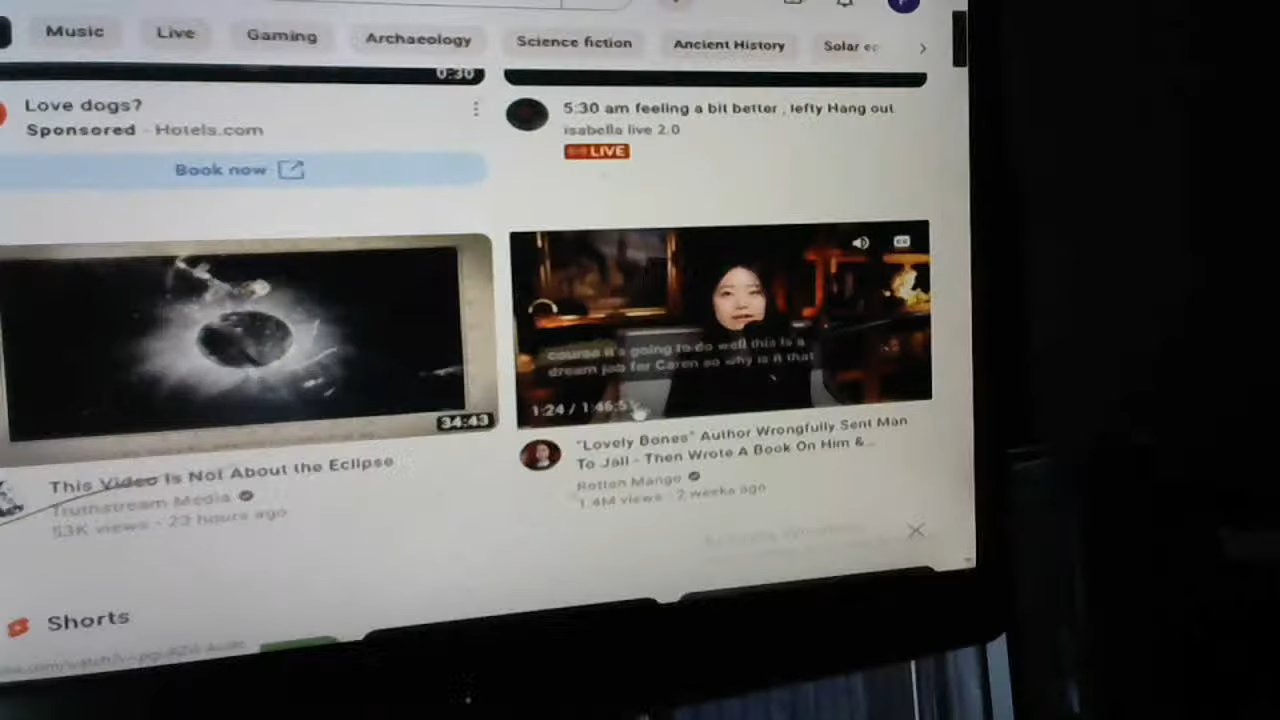 Music Live Gaming Archaeology Science fiction Ancient History Solar ec
0:30
Love dogs?
Sponsored · Hotels.com
Book now
5:30 am feeling a bit better , lefty Hang out
isabella live 2.0
LIVE
34:43
This Video Is Not About the Eclipse
Truthstream Media
53K views · 23 hours ago
CC
course it's going to do well this is a
dream job for Caren so why is it that
1:24 / 1:46:5
"Lovely Bones" Author Wrongfully Sent Man
To Jail - Then Wrote A Book On Him &...
Rotten Mango
1.4M views · 2 weeks ago
Activate Windows
Shorts